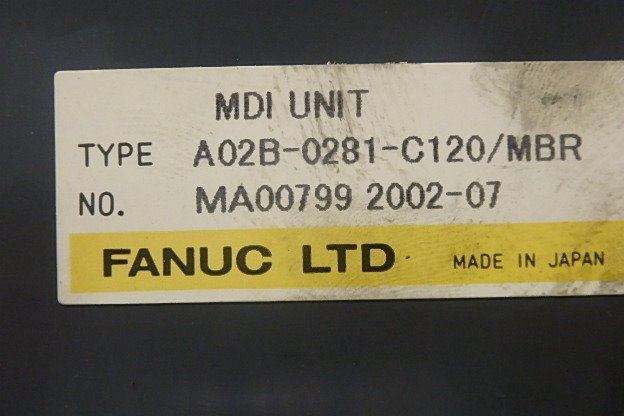 MDI UNIT
TYPE A02B-0281-C120/MBR
NO. MA00799 2002-07
FANUC LTD MADE IN JAPAN